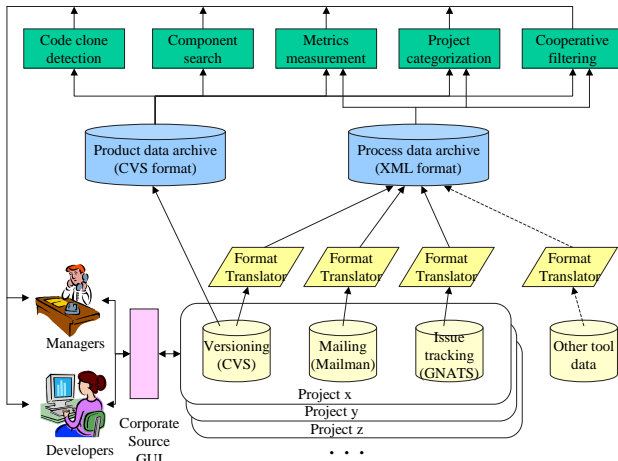 Code clone
detection
Component
search
Metrics
measurement
Project
categorization
Cooperative
filtering
Product data archive
(CVS format)
Process data archive
(XML format)
Format
Translator
Format
Translator
Format
Translator
Format
Translator
Managers
Versioning
(CVS)
Mailing
(Mailman)
Issue
tracking
(GNATS)
Other tool
data
Project x
Project y
Project z
Developers
Corporate
Source
GUI
. . .